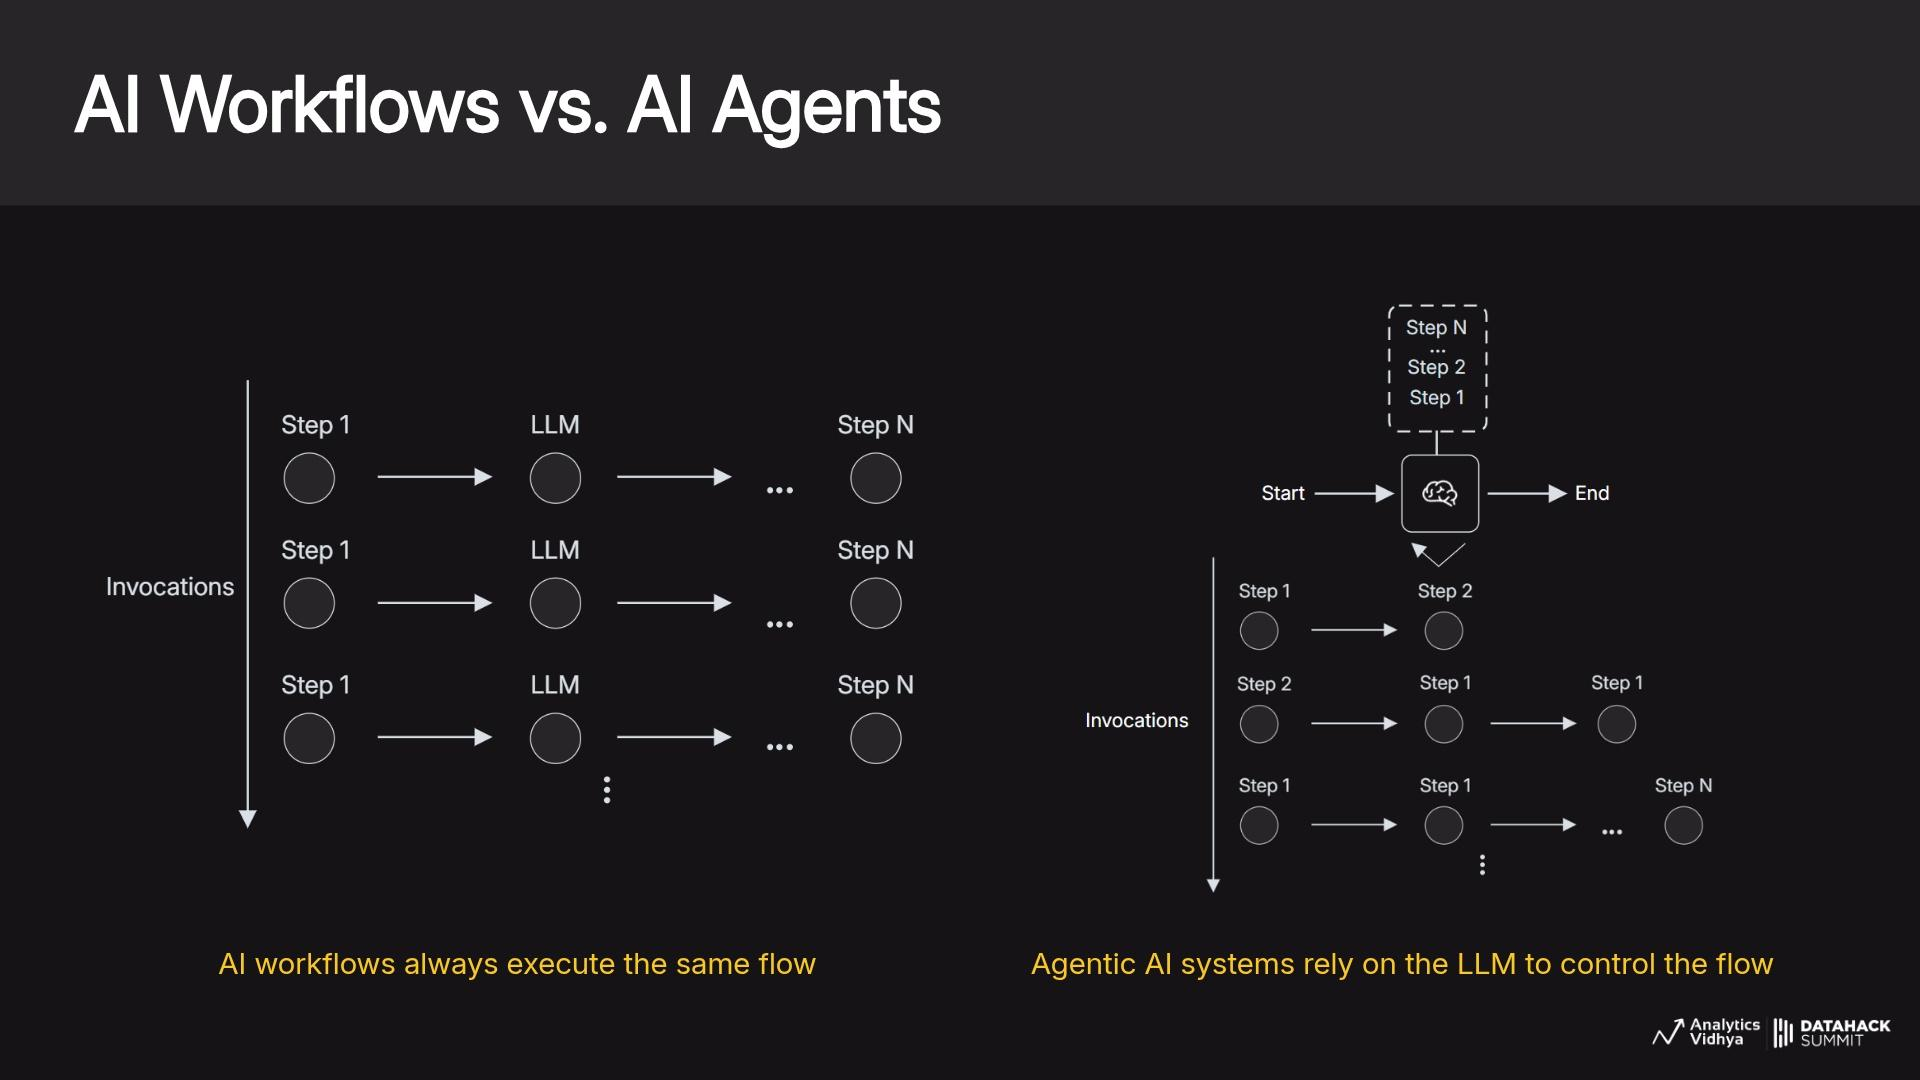 AI Workflows vs. AI Agents
Step 1 LLM Step N
...
Step 1 LLM Step N
Invocations
...
Step 1 LLM Step N
...
Step N
...
Step 2
Step 1
Start End
Step 1 Step 2
Step 2 Step 1 Step 1
Invocations
Step 1 Step 1 Step N
...
AI workflows always execute the same flow
Agentic AI systems rely on the LLM to control the flow
Analytics
Vidhya
DATAHACK
SUMMIT